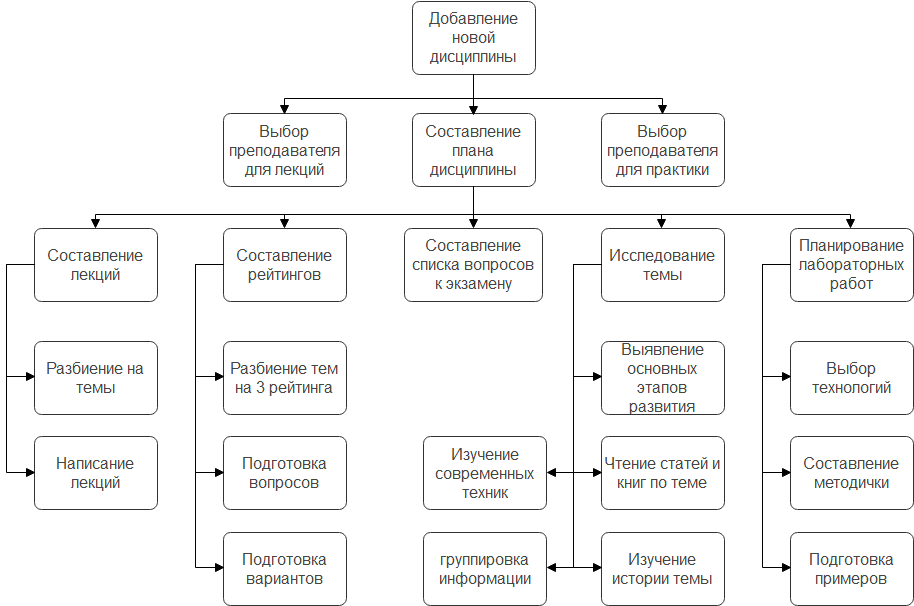 Добавление
новой
дисциплины
Выбор
преподавателя
для лекций
Составление
плана
дисциплины
Выбор
преподавателя
для практики
Составление
лекций
Составление
рейтингов
Составление
списка вопросов
к экзамену
Исследование
темы
Планирование
лабораторных
работ
Разбиение на
темы
Разбиение тем
на 3 рейтинга
Выявление
основных
этапов
развития
Выбор
технологий
Написание
лекций
Подготовка
вопросов
Изучение
современных
техник
Чтение статей и
книг по теме
Составление
методички
Подготовка
вариантов
группировка
информации
Изучение
истории темы
Подготовка
примеров